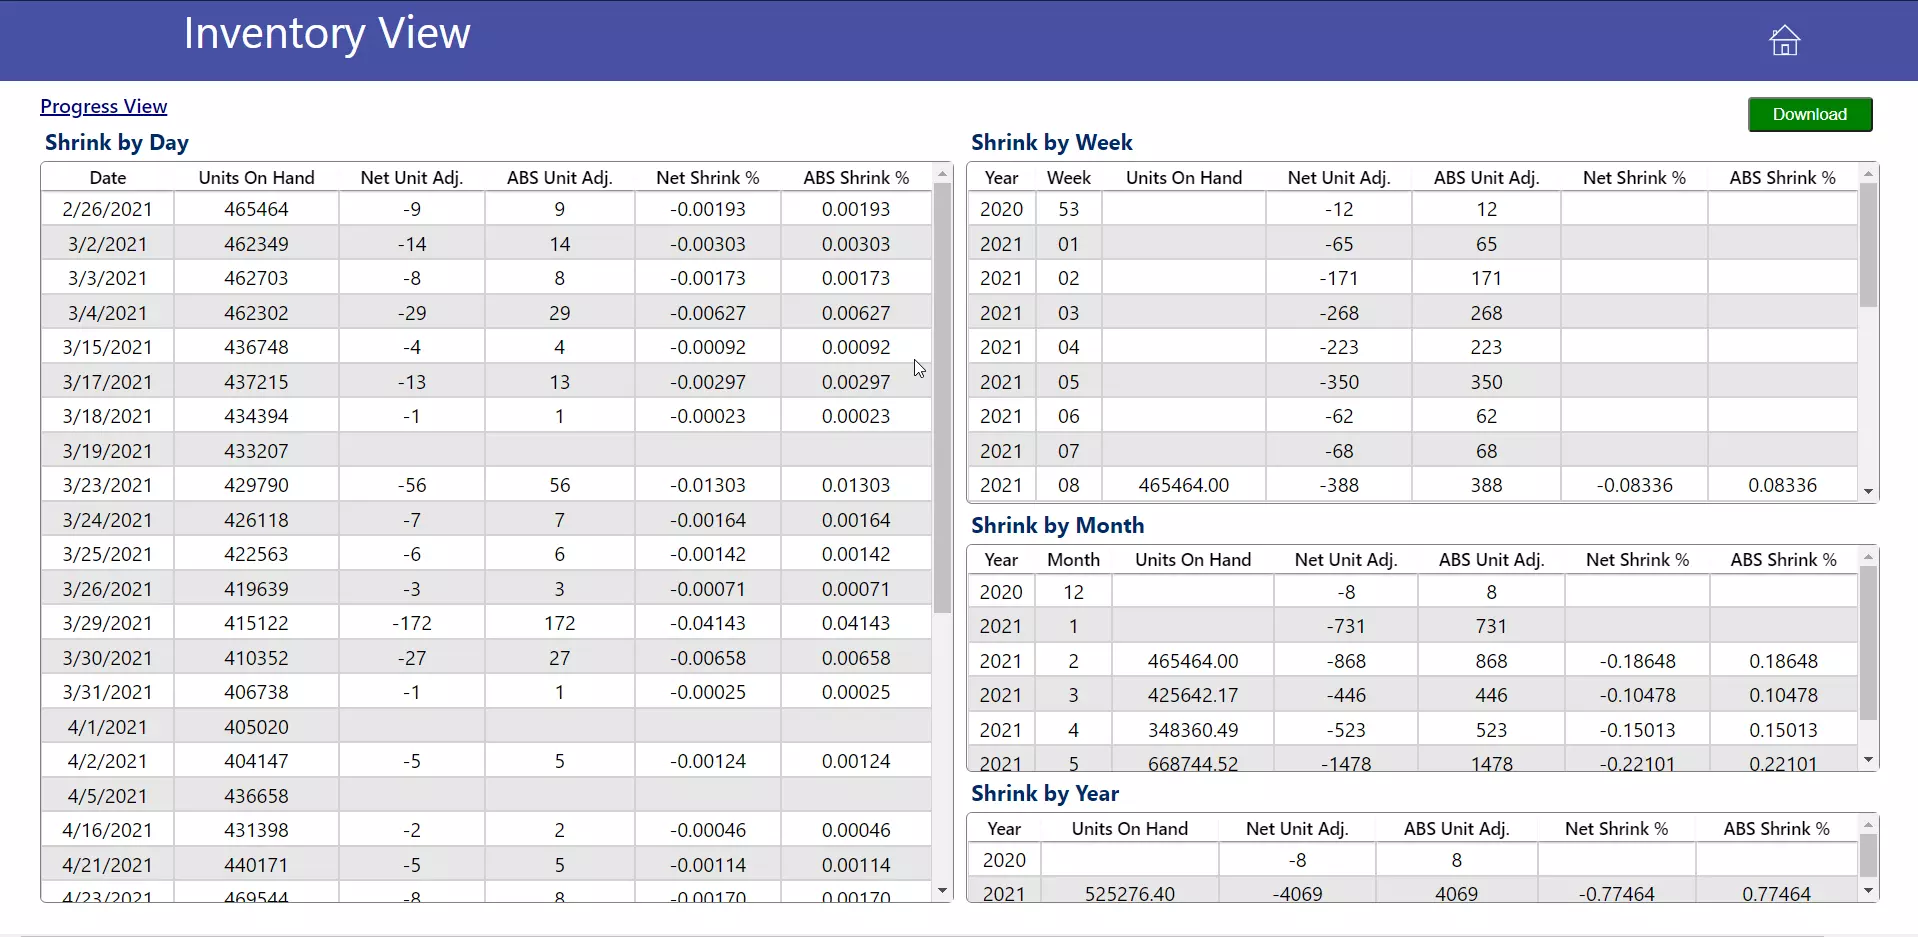 Inventory View
Progress View
Download
Shrink by Day
Date Units On Hand Net Unit Adj. ABS Unit Adj. Net Shrink % ABS Shrink %
2/26/2021 465464 -9 9 -0.00193 0.00193
3/2/2021 462349 -14 14 -0.00303 0.00303
3/3/2021 462703 -8 8 -0.00173 0.00173
3/4/2021 462302 -29 29 -0.00627 0.00627
3/15/2021 436748 -4 4 -0.00092 0.00092
3/17/2021 437215 -13 13 -0.00297 0.00297
3/18/2021 434394 -1 1 -0.00023 0.00023
3/19/2021 433207
3/23/2021 429790 -56 56 -0.01303 0.01303
3/24/2021 426118 -7 7 -0.00164 0.00164
3/25/2021 422563 -6 6 -0.00142 0.00142
3/26/2021 419639 -3 3 -0.00071 0.00071
3/29/2021 415122 -172 172 -0.04143 0.04143
3/30/2021 410352 -27 27 -0.00658 0.00658
3/31/2021 406738 -1 1 -0.00025 0.00025
4/1/2021 405020
4/2/2021 404147 -5 5 -0.00124 0.00124
4/5/2021 436658
4/16/2021 431398 -2 2 -0.00046 0.00046
4/21/2021 440171 -5 5 -0.00114 0.00114
4/23/2021 469544 -8 8 -0.00170 0.00170
Shrink by Week
Year Week Units On Hand Net Unit Adj. ABS Unit Adj. Net Shrink % ABS Shrink %
2020 53 -12 12
2021 01 -65 65
2021 02 -171 171
2021 03 -268 268
2021 04 -223 223
2021 05 -350 350
2021 06 -62 62
2021 07 -68 68
2021 08 465464.00 -388 388 -0.08336 0.08336
Shrink by Month
Year Month Units On Hand Net Unit Adj. ABS Unit Adj. Net Shrink % ABS Shrink %
2020 12 -8 8
2021 1 -731 731
2021 2 465464.00 -868 868 -0.18648 0.18648
2021 3 425642.17 -446 446 -0.10478 0.10478
2021 4 348360.49 -523 523 -0.15013 0.15013
2021 5 668744.52 -1478 1478 -0.22101 0.22101
Shrink by Year
Year Units On Hand Net Unit Adj. ABS Unit Adj. Net Shrink % ABS Shrink %
2020 -8 8
2021 525276.40 -4069 4069 -0.77464 0.77464